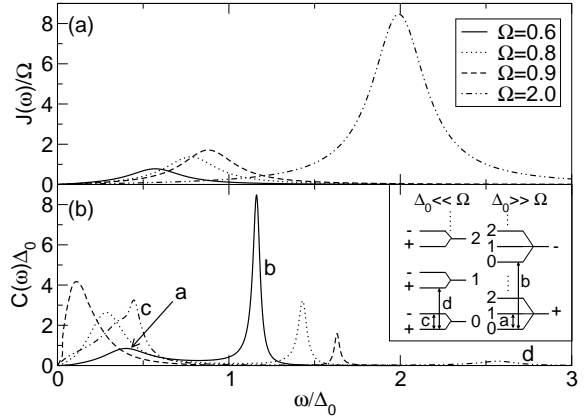 (a)
J(ω)/Ω
8
6
4
2
0
Ω=0.6
Ω=0.8
Ω=0.9
Ω=2.0
(b)
C(ω)Δ₀
8
6
4
2
0
a
b
c
d
Δ₀<<Ω Δ₀>>Ω
- 2
+ 2 1 -
0
- 1 b
+ d 2
- 1 +
+ c 0 a 0
0 1 2 3
ω/Δ₀